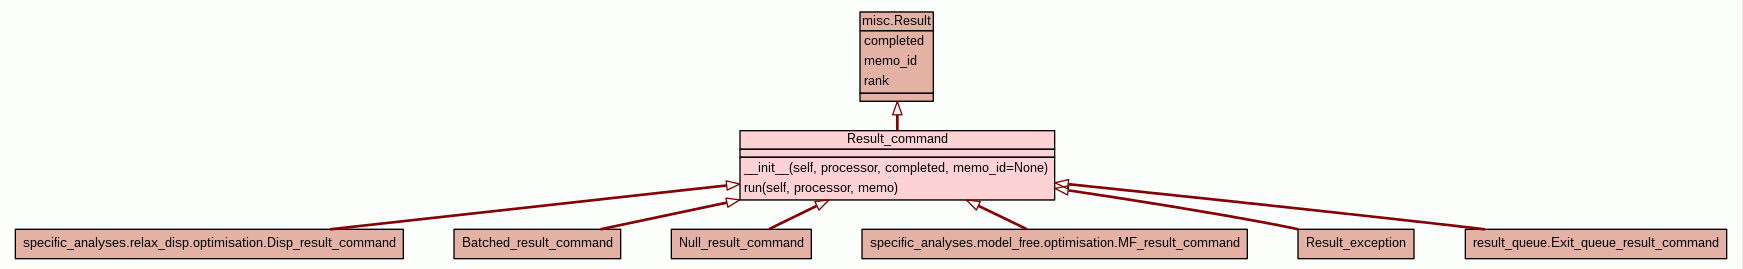 misc.Result
completed
memo_id
rank
Result_command
__init__(self, processor, completed, memo_id=None)
run(self, processor, memo)
specific_analyses.relax_disp.optimisation.Disp_result_command
Batched_result_command
Null_result_command
specific_analyses.model_free.optimisation.MF_result_command
Result_exception
result_queue.Exit_queue_result_command